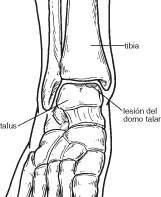 tibia
lesión del
domo talar
talus